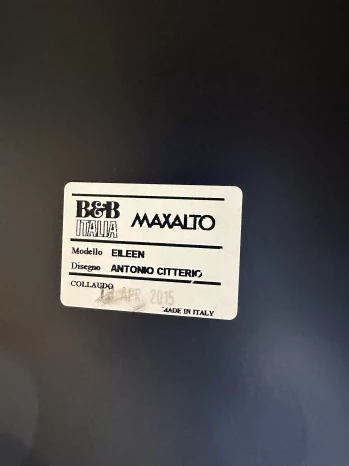 B&B
ITALIA
MAXALTO
Modello EILEEN
Disegno ANTONIO CITTERIO
COLLAUDO
APR 2015
MADE IN ITALY